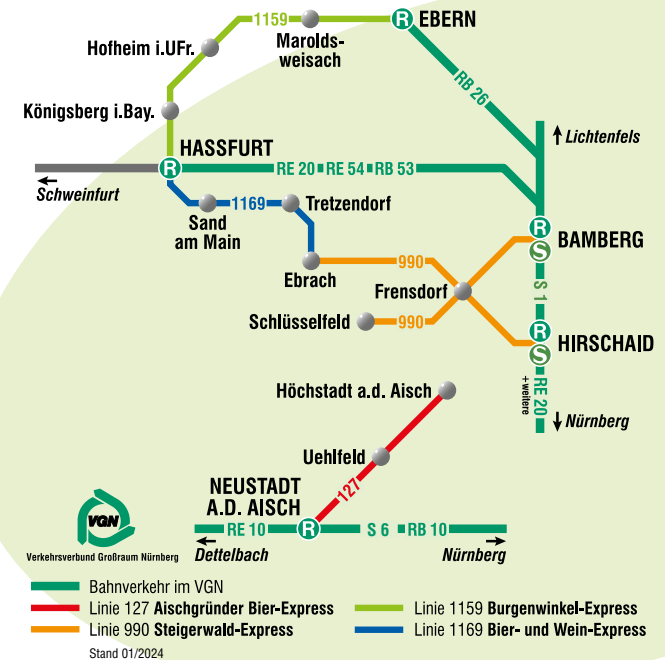 1159
EBERN
Hofheim i.UFr.
Marolds-
weisach
RB 26
Königsberg i.Bay.
Lichtenfels
HASSFURT
R
R
RE 20
RE 54
RB 53
Schweinfurt
1169
Tretzendorf
Sand
am Main
R
S
BAMBERG
Ebrach
990
S 1
Frensdorf
Schlüsselfeld
990
R
S
HIRSCHAID
RE 20
+ weitere
Höchstadt a.d. Aisch
Nürnberg
Uehlfeld
127
NEUSTADT
A.D. AISCH
RE 10
R
S 6
RB 10
Dettelbach
Nürnberg
VGN
Verkehrsverbund Großraum Nürnberg
Bahnverkehr im VGN
Linie 127 Aischgründer Bier-Express
Linie 1159 Burgenwinkel-Express
Linie 990 Steigerwald-Express
Linie 1169 Bier- und Wein-Express
Stand 01/2024